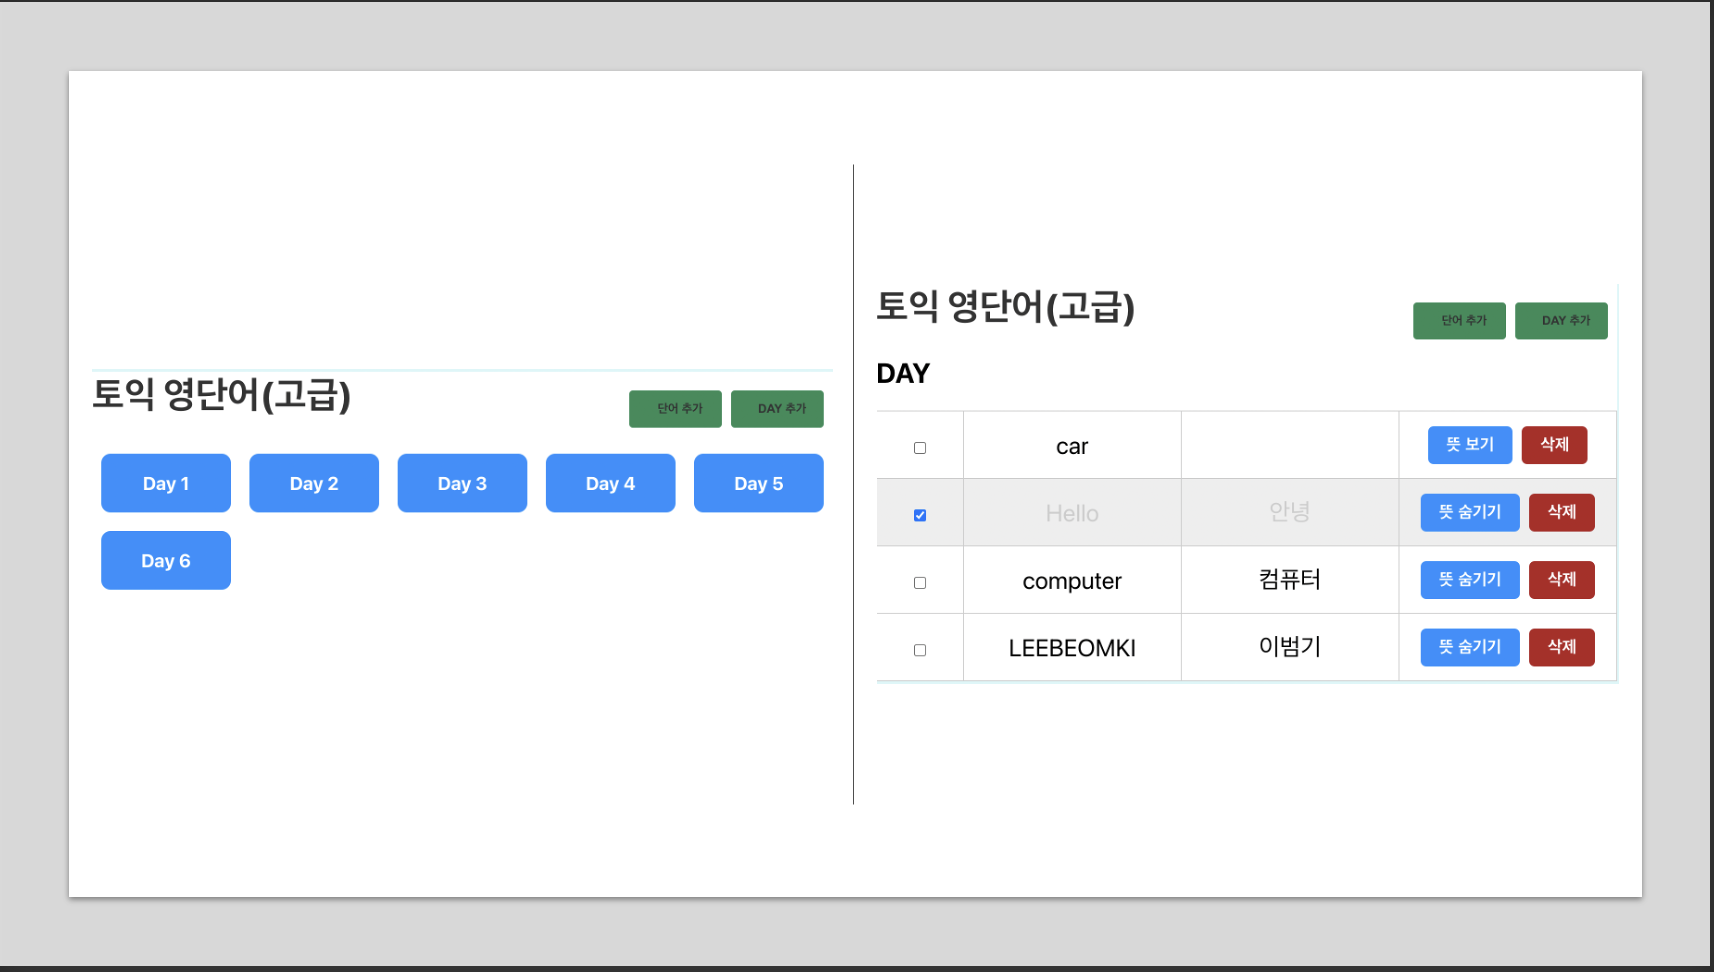 토익 영단어(고급)
단어 추가 DAY 추가
Day 1 Day 2 Day 3 Day 4 Day 5
Day 6
토익 영단어(고급)
단어 추가 DAY 추가
DAY
car 뜻 보기 삭제
Hello 안녕 뜻 숨기기 삭제
computer 컴퓨터 뜻 숨기기 삭제
LEEBEOMKI 이범기 뜻 숨기기 삭제